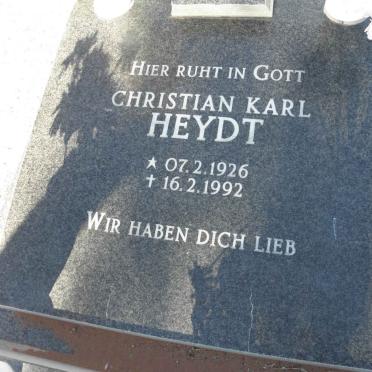 HIER RUHT IN GOTT
CHRISTIAN KARL
HEYDT
★ 07.2.1926
✝ 16.2.1992
WIR HABEN DICH LIEB